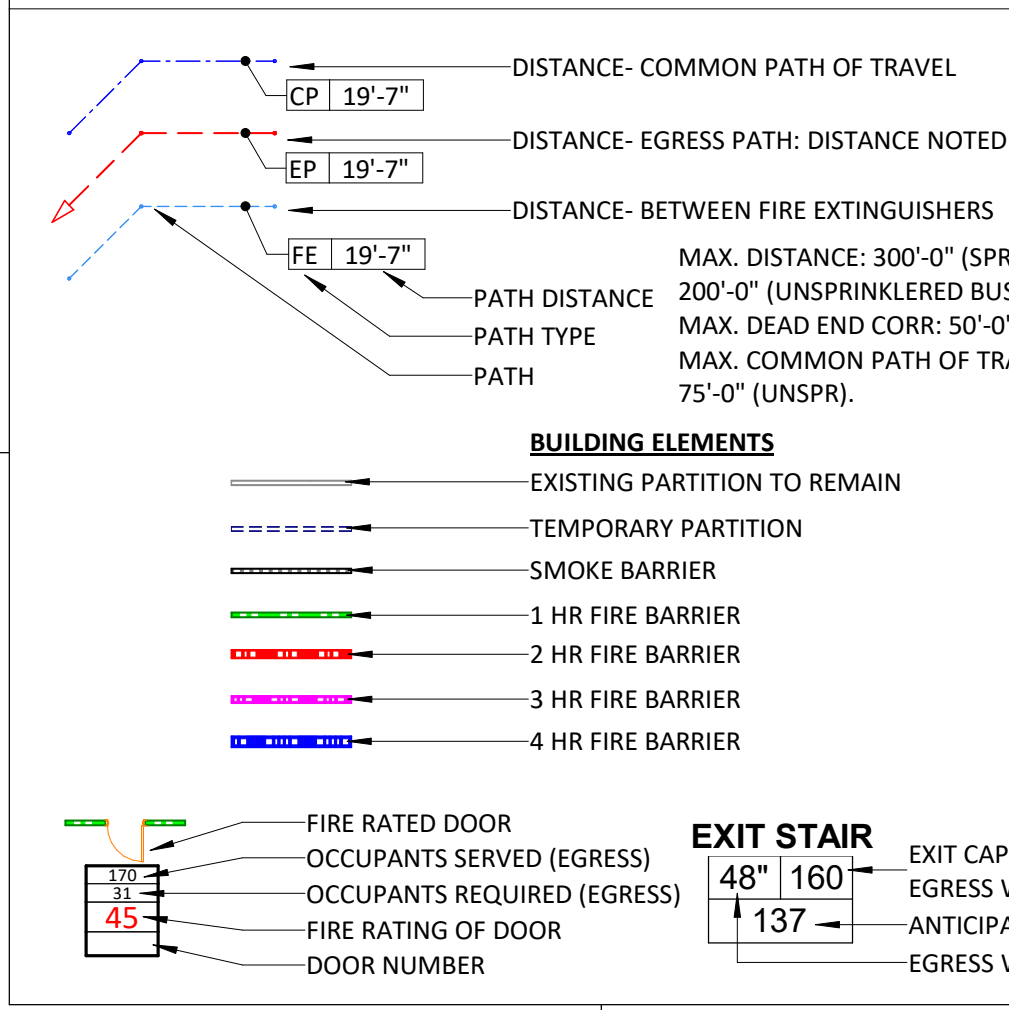 DISTANCE- COMMON PATH OF TRAVEL
CP 19'-7"
DISTANCE- EGRESS PATH: DISTANCE NOTED
EP 19'-7"
DISTANCE- BETWEEN FIRE EXTINGUISHERS
FE 19'-7"
MAX. DISTANCE: 300'-0" (SPR
200'-0" (UNSPRINKLERED BUS
MAX. DEAD END CORR: 50'-0"
MAX. COMMON PATH OF TRA
75'-0" (UNSPR).
PATH DISTANCE
PATH TYPE
PATH
BUILDING ELEMENTS
EXISTING PARTITION TO REMAIN
TEMPORARY PARTITION
SMOKE BARRIER
1 HR FIRE BARRIER
2 HR FIRE BARRIER
3 HR FIRE BARRIER
4 HR FIRE BARRIER
FIRE RATED DOOR
170
OCCUPANTS SERVED (EGRESS)
31
OCCUPANTS REQUIRED (EGRESS)
45
FIRE RATING OF DOOR
DOOR NUMBER
EXIT STAIR
48" 160
137
EXIT CAP
EGRESS W
ANTICIPA
EGRESS W